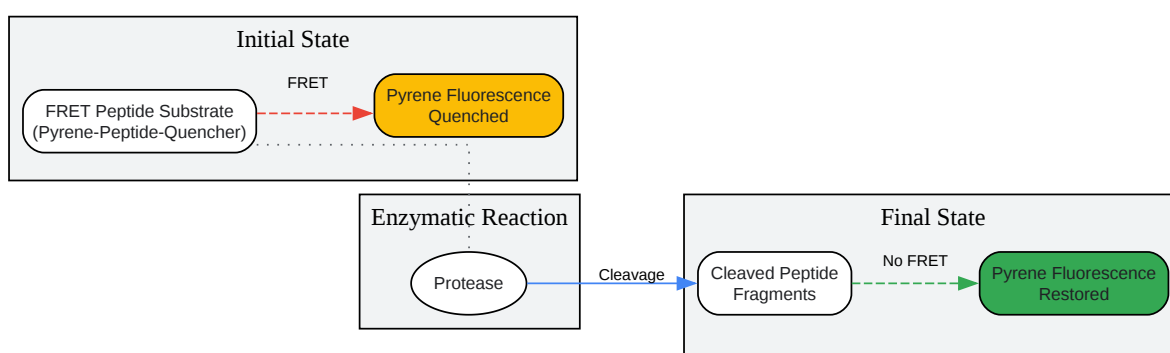 Initial State
FRET
FRET Peptide Substrate
(Pyrene-Peptide-Quencher)
Pyrene Fluorescence
Quenched
Enzymatic Reaction
Protease
Cleavage
Final State
Cleaved Peptide
Fragments
No FRET
Pyrene Fluorescence
Restored